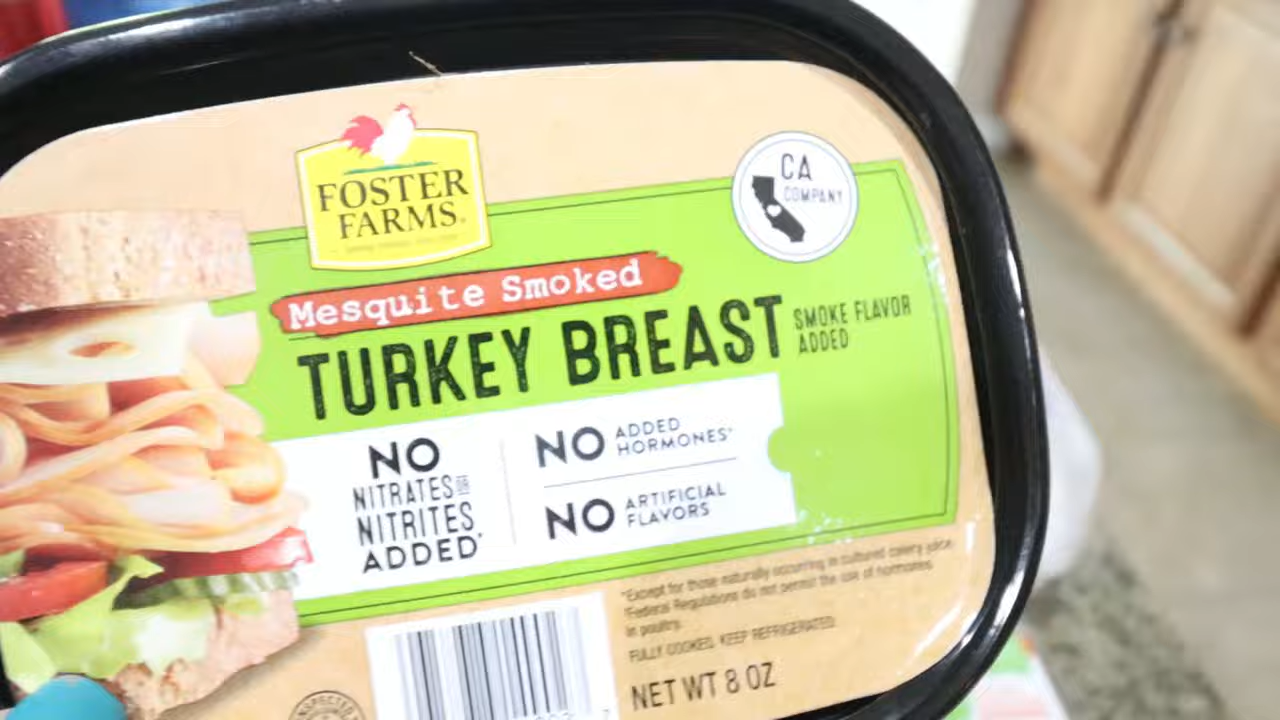 FOSTER
FARMS®
CA
COMPANY
Mesquite Smoked
TURKEY BREAST
SMOKE FLAVOR
ADDED
NO
NITRATES OR
NITRITES
ADDED*
NO ADDED
HORMONES*
NO ARTIFICIAL
FLAVORS
*Except for those naturally occurring in cultured celery juice.
Federal Regulations do not permit the use of hormones
in poultry.
FULLY COOKED. KEEP REFRIGERATED.
NET WT 8 OZ
INSPECTED